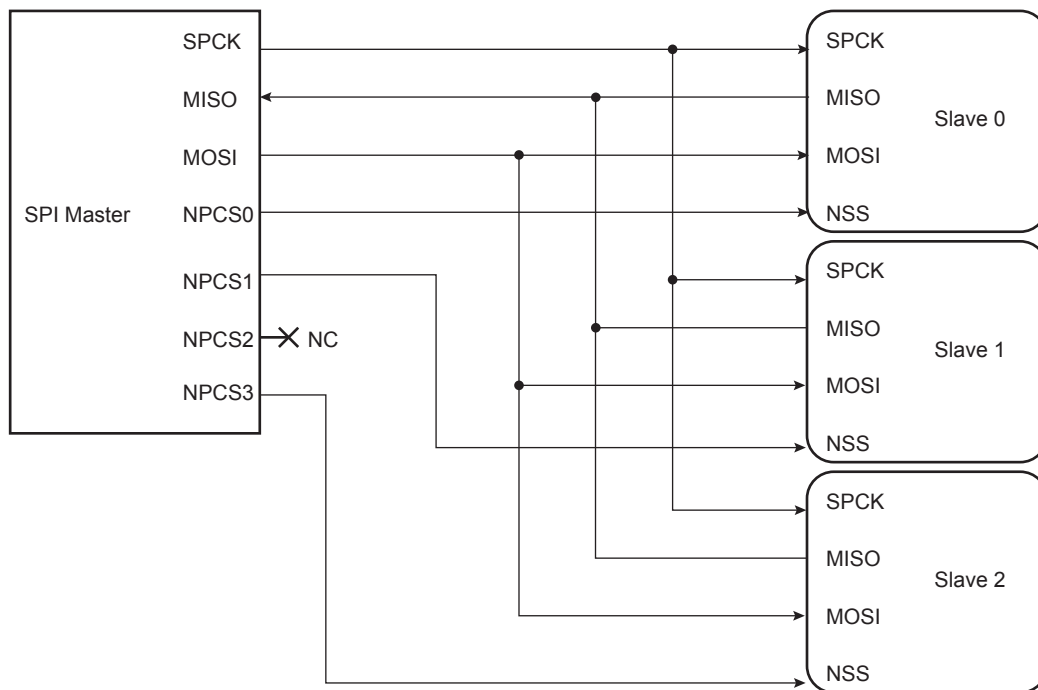 SPI Master
SPCK
MISO
MOSI
NPCS0
NPCS1
NPCS2
NC
NPCS3
SPCK
MISO
Slave 0
MOSI
NSS
SPCK
MISO
Slave 1
MOSI
NSS
SPCK
MISO
Slave 2
MOSI
NSS